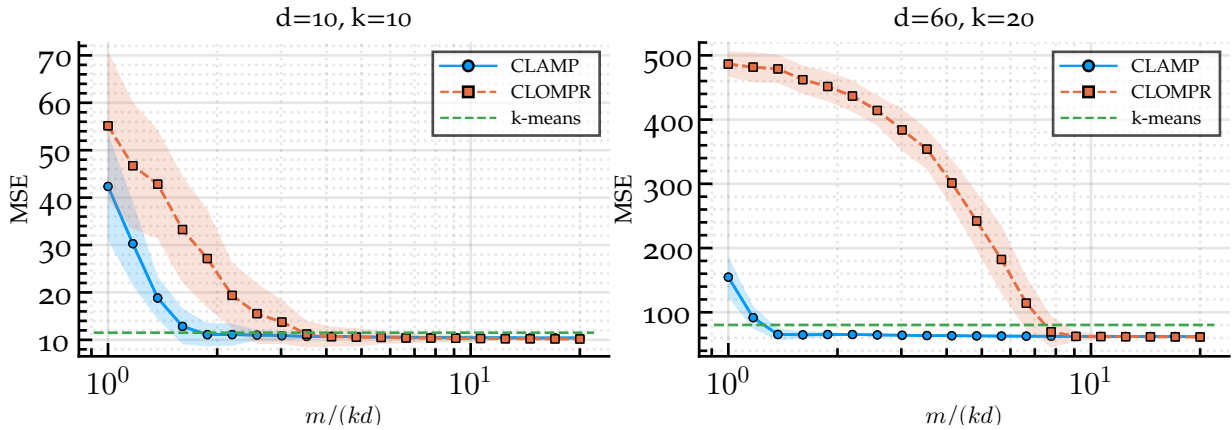 d=10, k=10
70
60
50
40
30
20
10
MSE
CLAMP
CLOMPR
k-means
10^0
10^1
m/(kd)
d=60, k=20
500
400
300
200
100
MSE
CLAMP
CLOMPR
k-means
10^0
10^1
m/(kd)